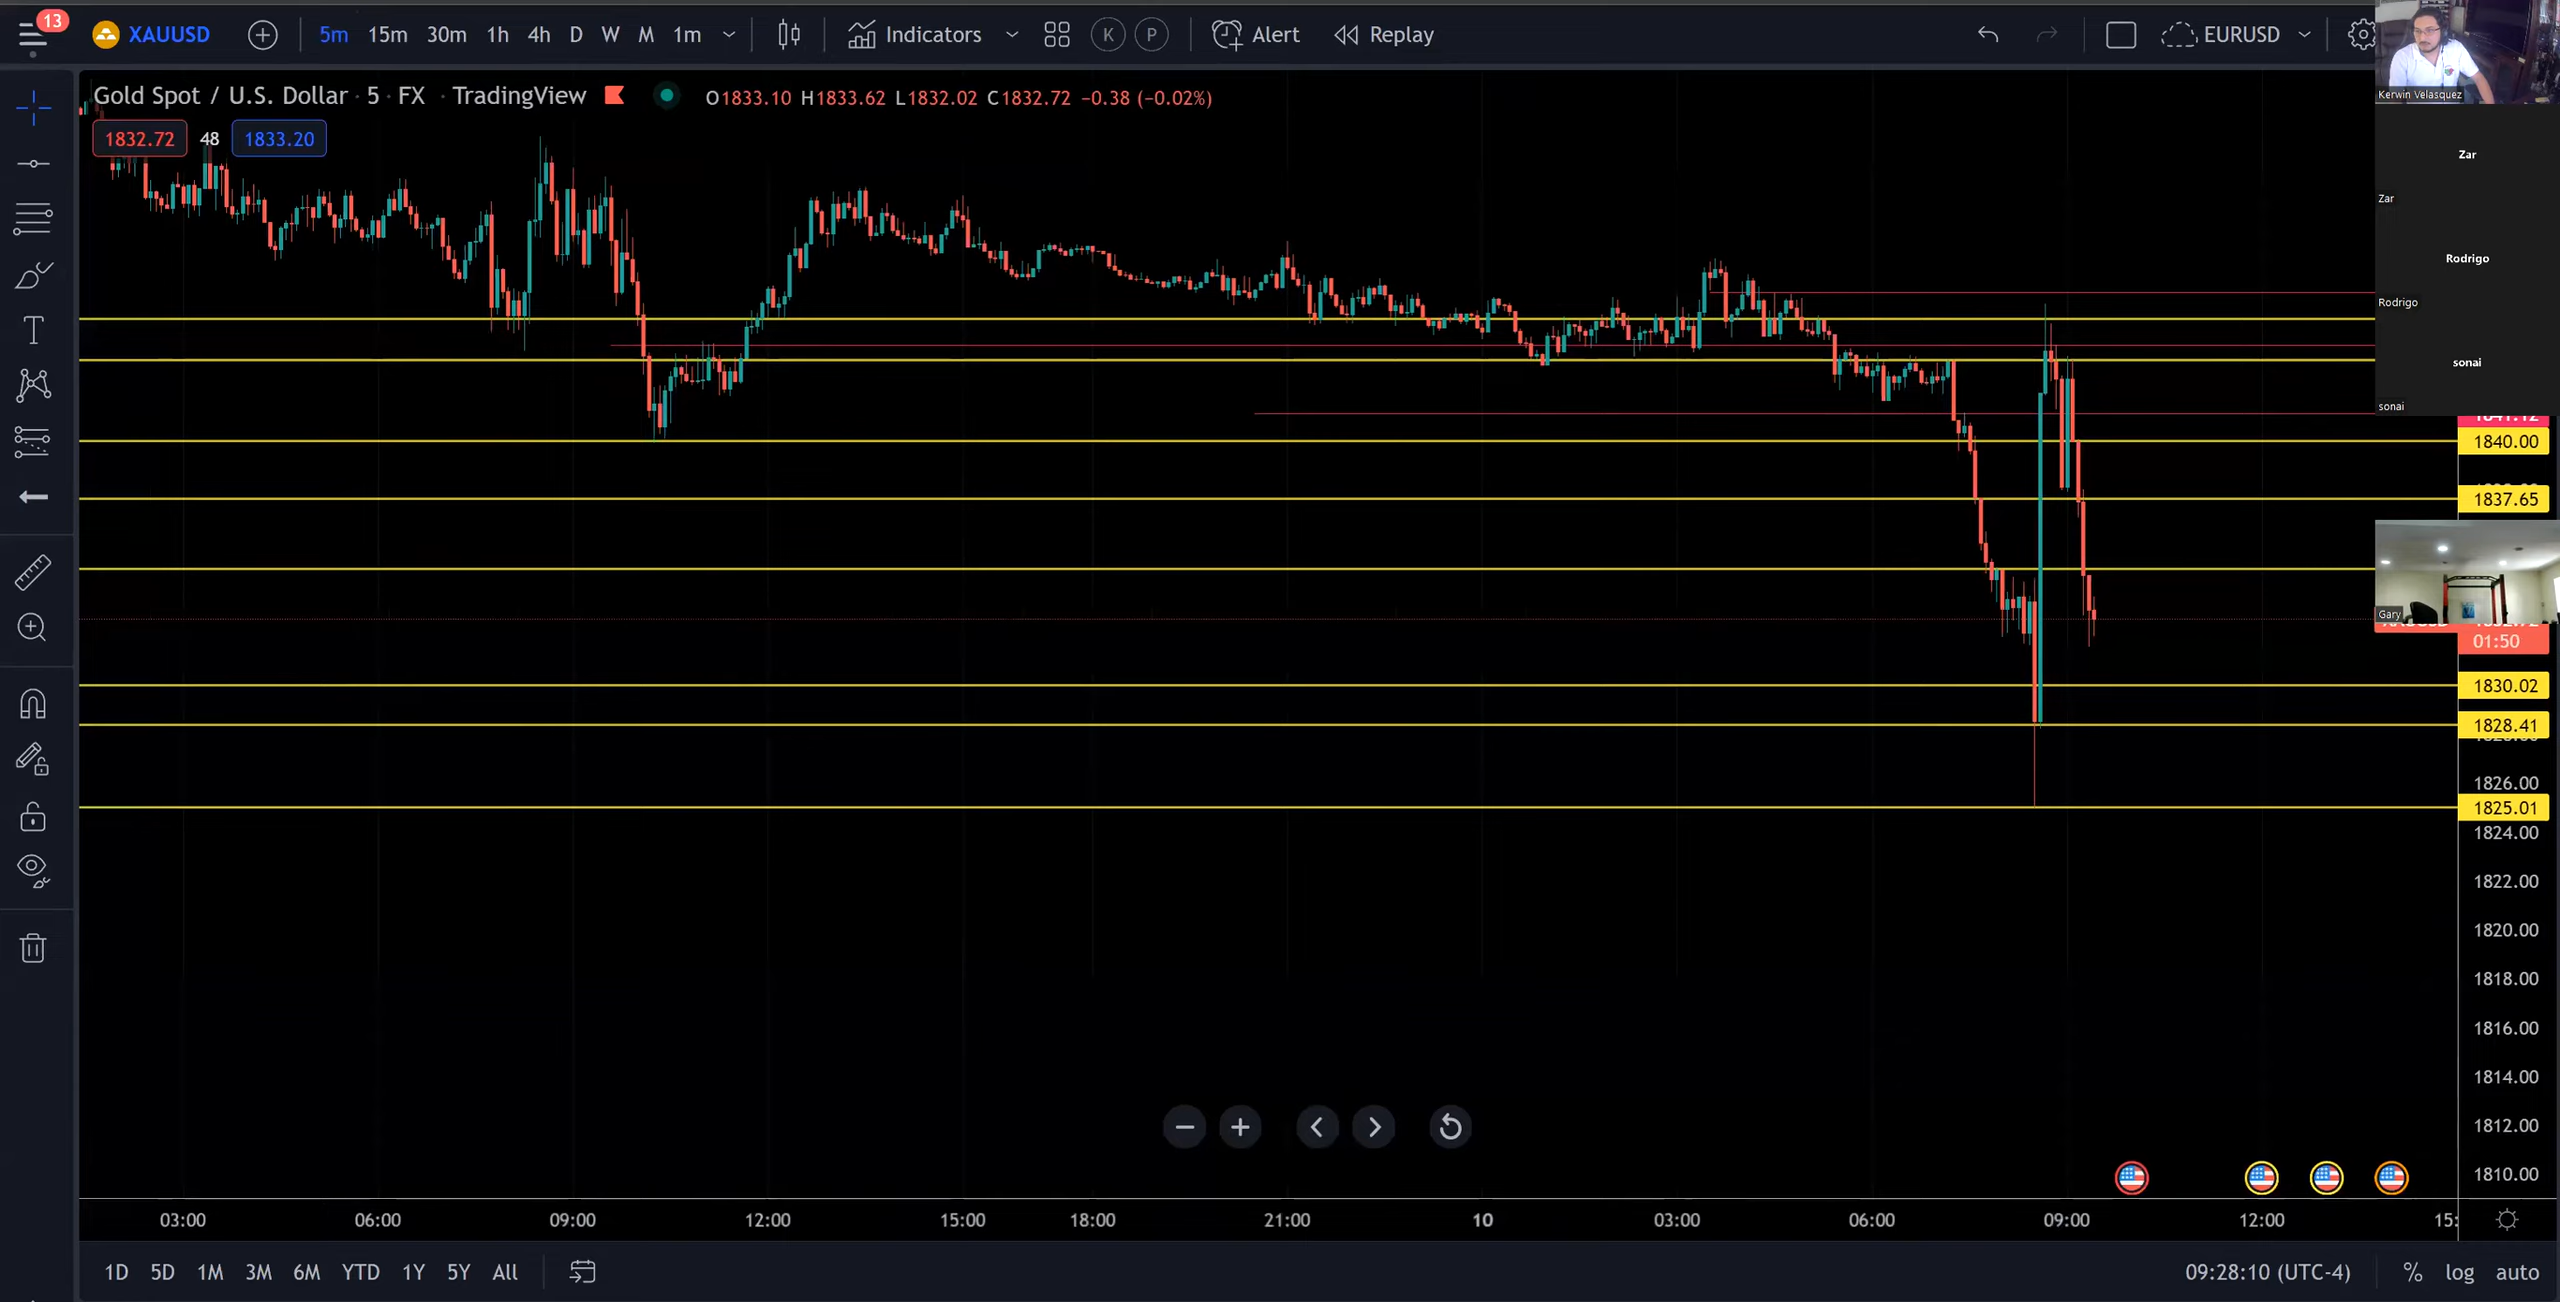 13
XAUUSD 5m 15m 30m 1h 4h D W M 1m Indicators K P Alert Replay EURUSD
Kerwin Velasquez
Gold Spot / U.S. Dollar · 5 · FX · TradingView O1833.10 H1833.62 L1832.02 C1832.72 −0.38 (−0.02%)
1832.72 48 1833.20
T
Zar
Zar
Rodrigo
Rodrigo
sonai
sonai
1841.12
1840.00
1837.65
Gary
01:50
1830.02
1828.41
1826.00
1825.01
1824.00
1822.00
1820.00
1818.00
1816.00
1814.00
1812.00
1810.00
03:00 06:00 09:00 12:00 15:00 18:00 21:00 10 03:00 06:00 09:00 12:00 15:
1D 5D 1M 3M 6M YTD 1Y 5Y All 09:28:10 (UTC-4) % log auto